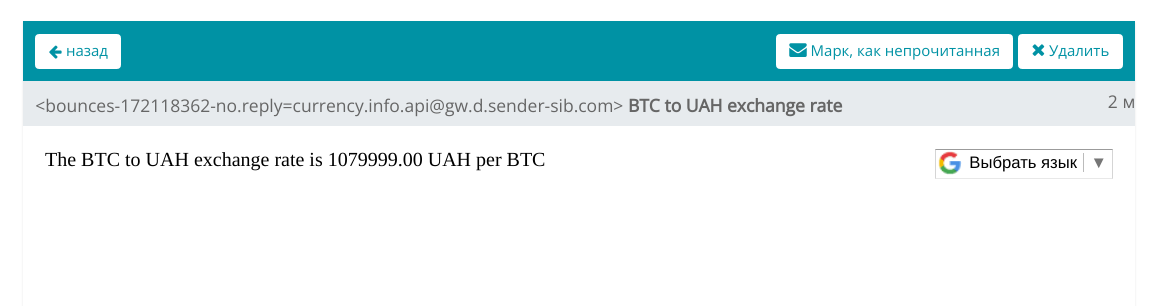 назад
Марк, как непрочитанная
Удалить
<bounces-172118362-no.reply=currency.info.api@gw.d.sender-sib.com> BTC to UAH exchange rate
2 м
The BTC to UAH exchange rate is 1079999.00 UAH per BTC
Выбрать язык